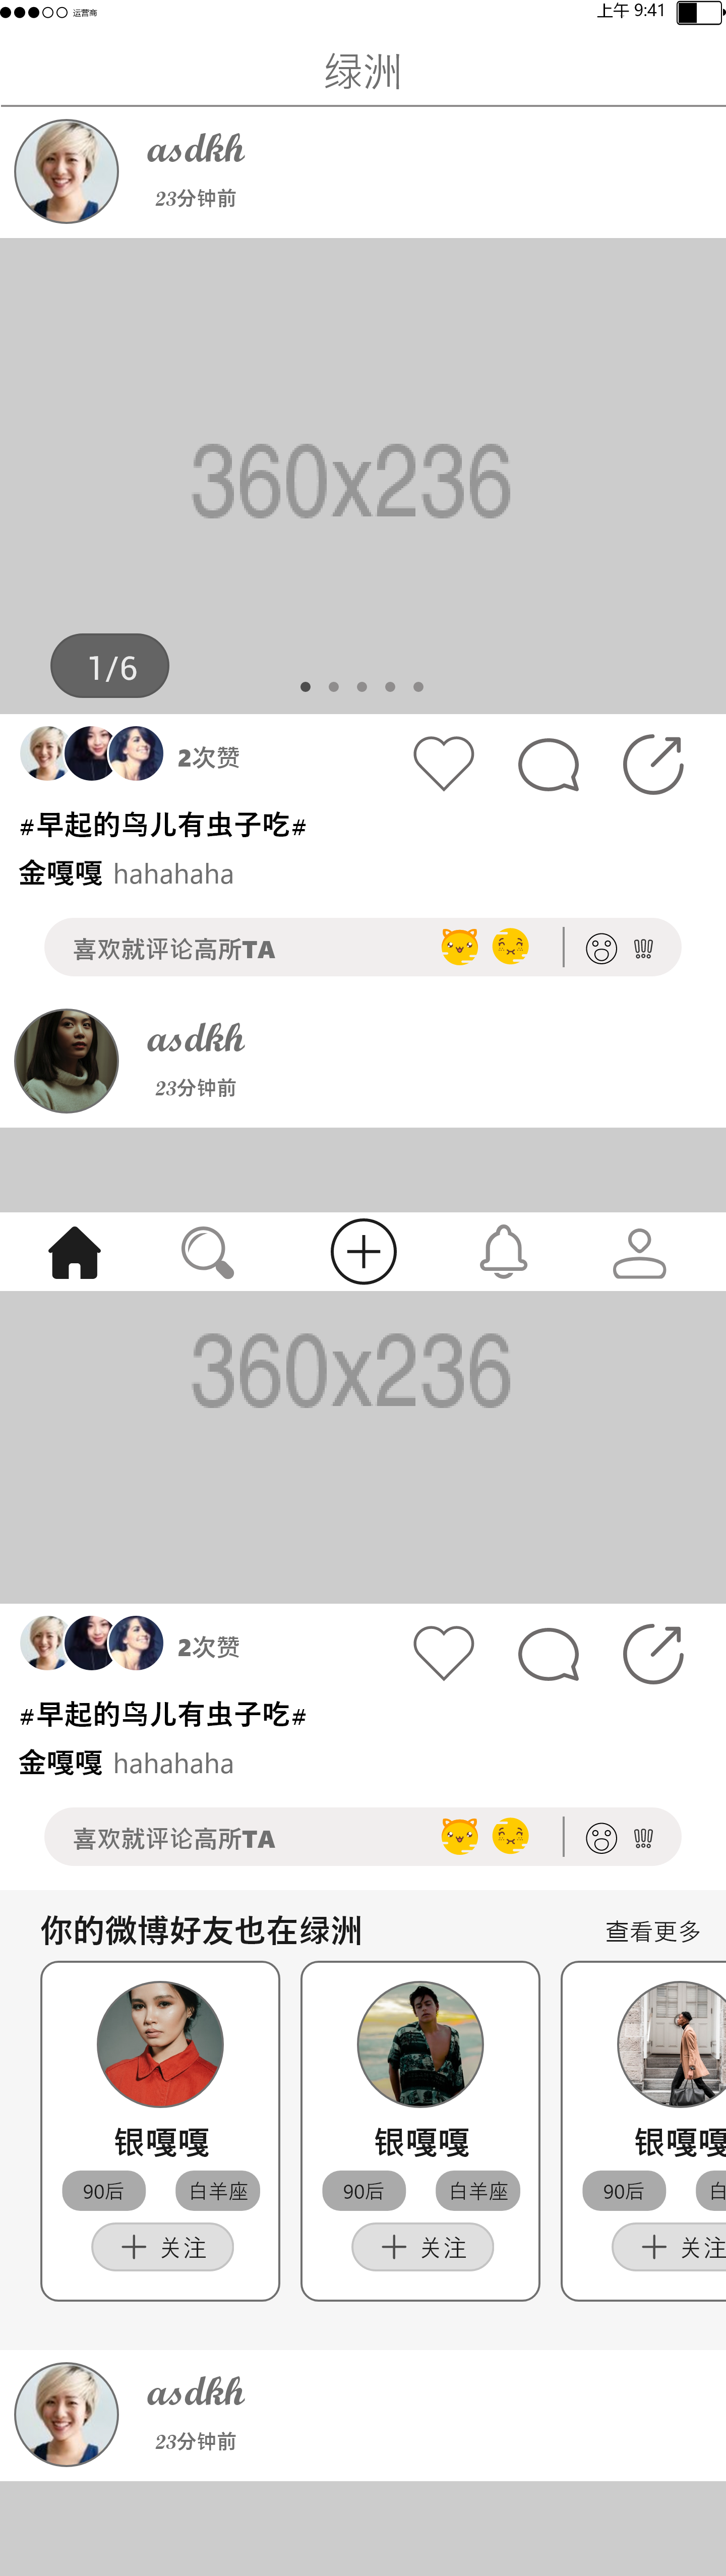 运营商
上午 9:41
绿洲
asdkh
23分钟前
360x236
1/6
2次赞
#早起的鸟儿有虫子吃#
金嘎嘎 hahahaha
喜欢就评论高所TA
asdkh
23分钟前
360x236
2次赞
#早起的鸟儿有虫子吃#
金嘎嘎 hahahaha
喜欢就评论高所TA
你的微博好友也在绿洲 查看更多
银嘎嘎 银嘎嘎 银嘎嘎
90后 白羊座 90后 白羊座 90后 白
关注 关注 关注
asdkh
23分钟前